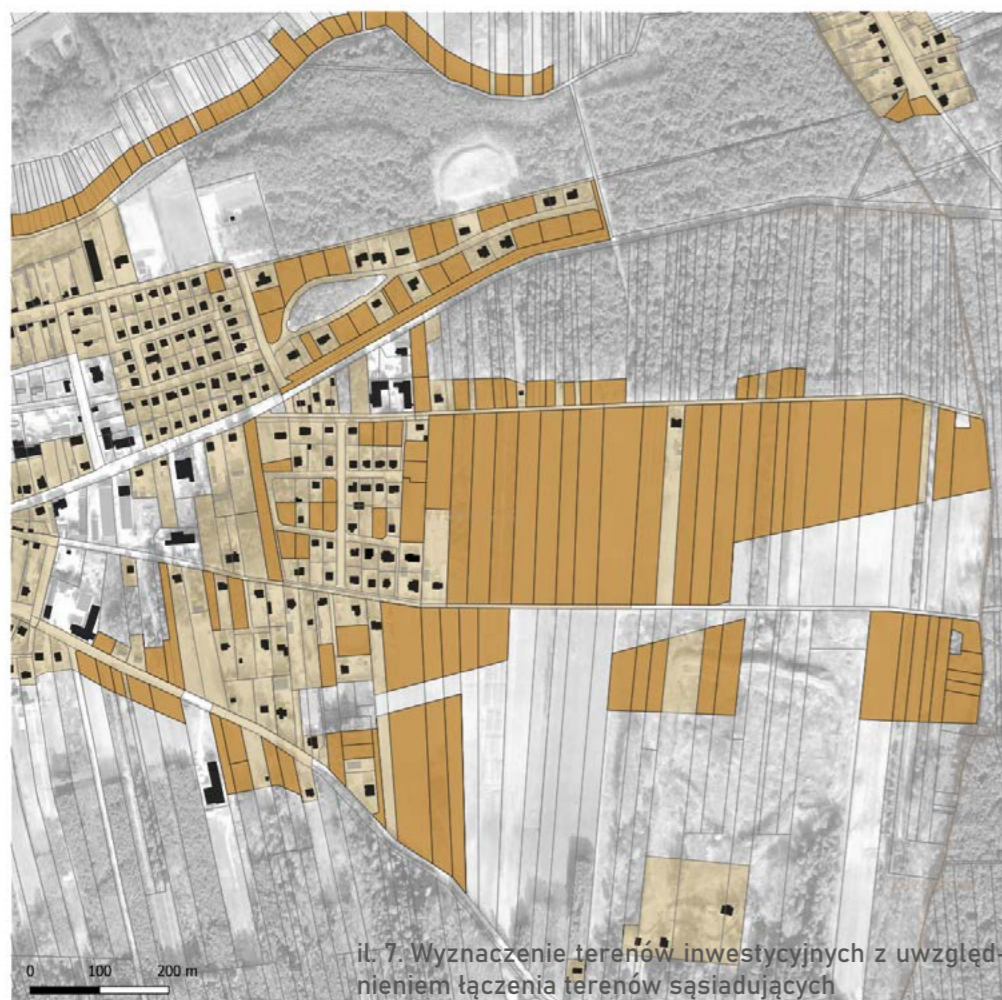 0 100 200 m
il. 7. Wyznaczenie terenów inwestycyjnych z uwzględ-
nieniem łączenia terenów sąsiadujących